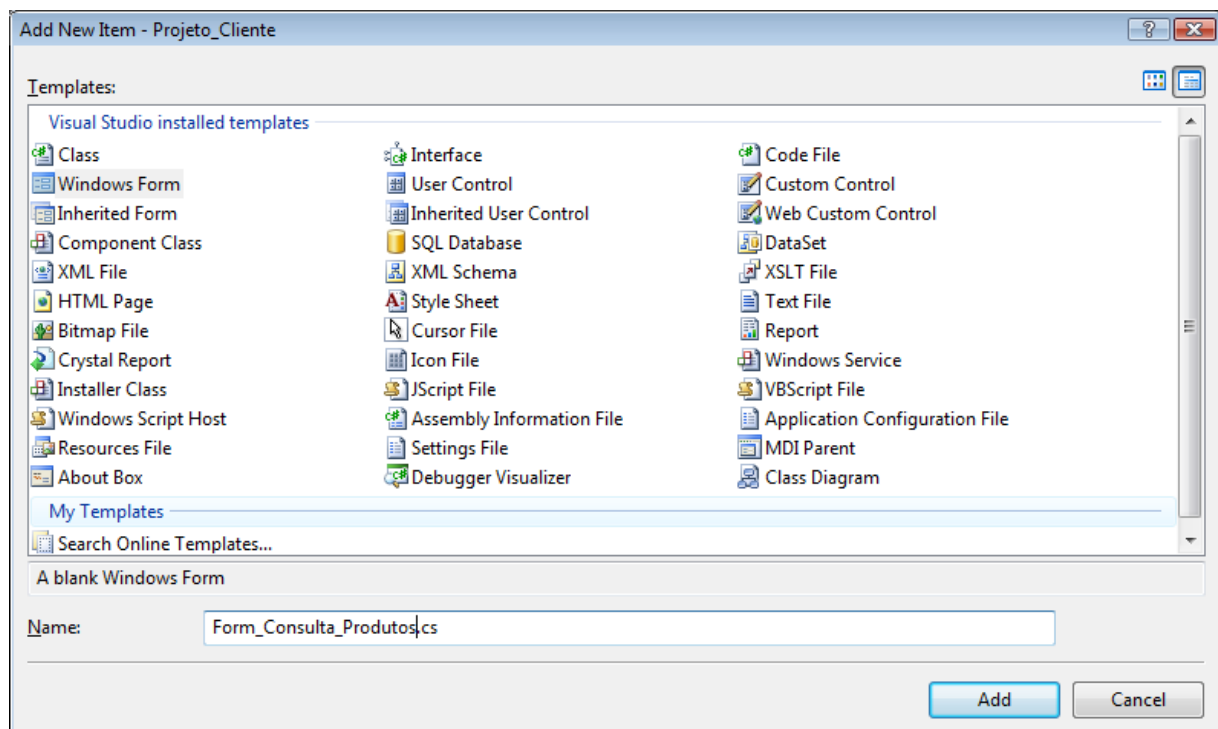 Add New Item - Projeto_Cliente
Templates:
Visual Studio installed templates
Class Interface Code File
Windows Form User Control Custom Control
Inherited Form Inherited User Control Web Custom Control
Component Class SQL Database DataSet
XML File XML Schema XSLT File
HTML Page Style Sheet Text File
Bitmap File Cursor File Report
Crystal Report Icon File Windows Service
Installer Class JScript File VBScript File
Windows Script Host Assembly Information File Application Configuration File
Resources File Settings File MDI Parent
About Box Debugger Visualizer Class Diagram
My Templates
Search Online Templates...
A blank Windows Form
Name: Form_Consulta_Produtos.cs
Add Cancel